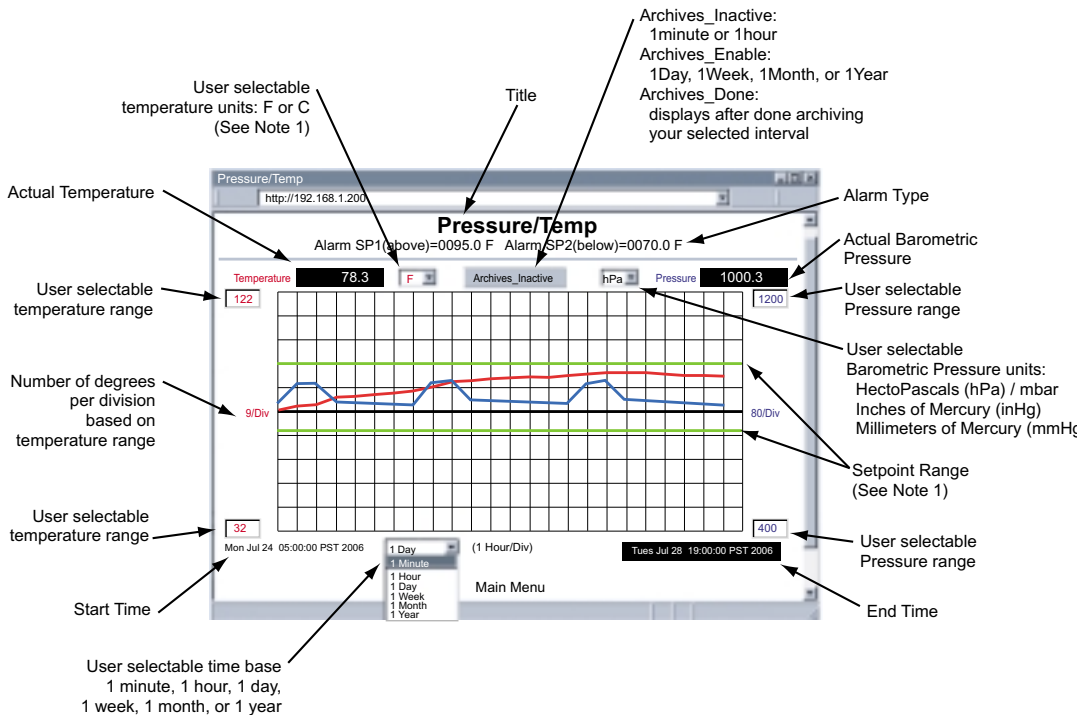 Archives_Inactive:
1minute or 1hour
Archives_Enable:
1Day, 1Week, 1Month, or 1Year
Archives_Done:
displays after done archiving
your selected interval
User selectable
temperature units: F or C
(See Note 1)
Title
Actual Temperature
Pressure/Temp
http://192.168.1.200
Pressure/Temp
Alarm SP1(above)=0095.0 F Alarm SP2(below)=0070.0 F
Alarm Type
Actual Barometric
Pressure
Temperature 78.3 F Archives_Inactive hPa Pressure 1000.3
User selectable
temperature range
122
1200
User selectable
Pressure range
User selectable
Barometric Pressure units:
HectoPascals (hPa) / mbar
Inches of Mercury (inHg)
Millimeters of Mercury (mmHg
Number of degrees
per division
based on
temperature range
9/Div
80/Div
Setpoint Range
(See Note 1)
User selectable
temperature range
32
400
User selectable
Pressure range
Mon Jul 24 05:00:00 PST 2006
1 Day
(1 Hour/Div)
Tues Jul 28 19:00:00 PST 2006
1 Minute
1 Hour
1 Day
1 Week
1 Month
1 Year
Main Menu
Start Time
End Time
User selectable time base
1 minute, 1 hour, 1 day,
1 week, 1 month, or 1 year